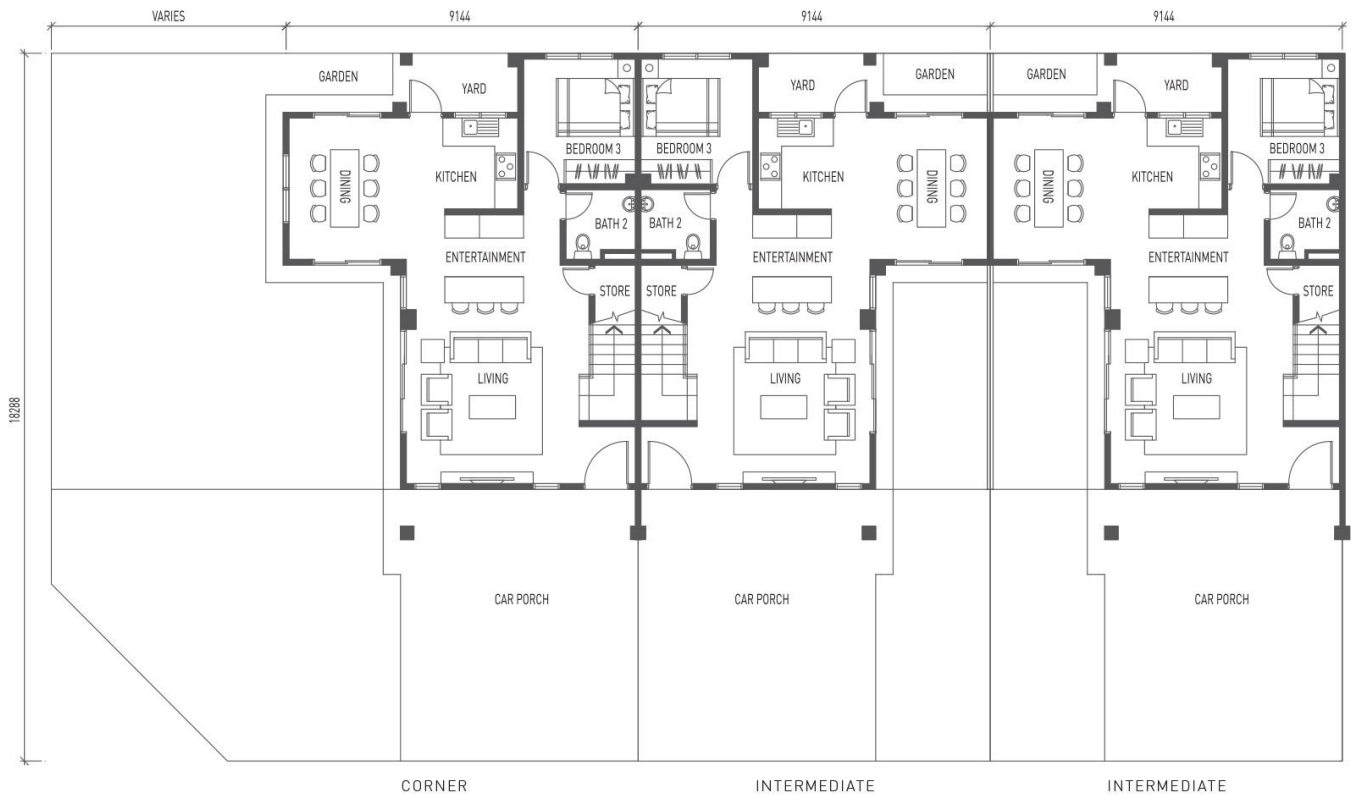 VARIES
9144
9144
9144
18288
GARDEN
YARD
BEDROOM 3
DINING
KITCHEN
BATH 2
ENTERTAINMENT
STORE
LIVING
CAR PORCH
CORNER
BEDROOM 3
YARD
GARDEN
KITCHEN
DINING
BATH 2
ENTERTAINMENT
STORE
LIVING
CAR PORCH
INTERMEDIATE
GARDEN
YARD
BEDROOM 3
DINING
KITCHEN
BATH 2
ENTERTAINMENT
STORE
LIVING
CAR PORCH
INTERMEDIATE